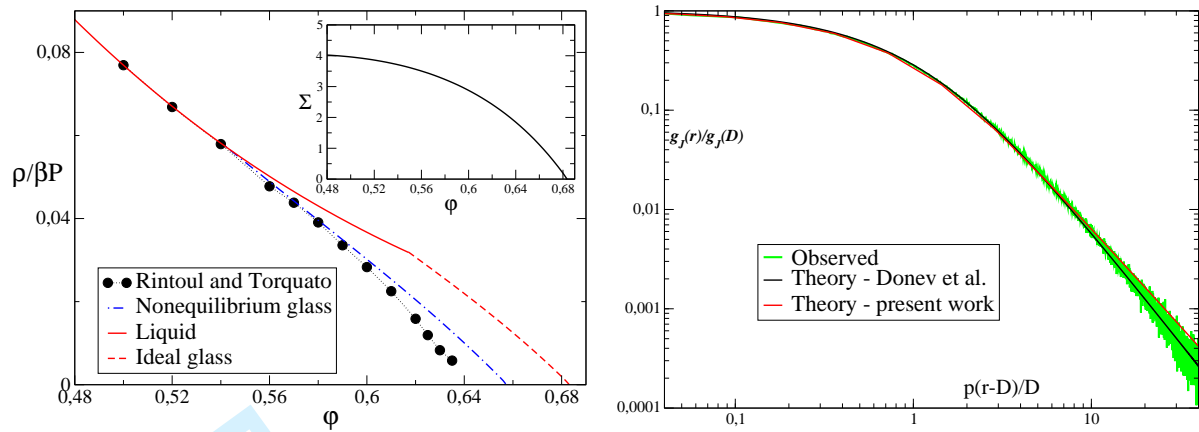 0,08
0,04
0
ρ/βP
0,48 0,52 0,56 0,6 0,64 0,68
φ
Rintoul and Torquato
Nonequilibrium glass
Liquid
Ideal glass
5
4
3
2
1
0
Σ
0,48 0,52 0,56 0,6 0,64 0,68
φ
1
0,1
0,01
0,001
0,0001
g_J(r)/g_J(D)
Observed
Theory - Donev et al.
Theory - present work
p(r-D)/D
0,1 1 10